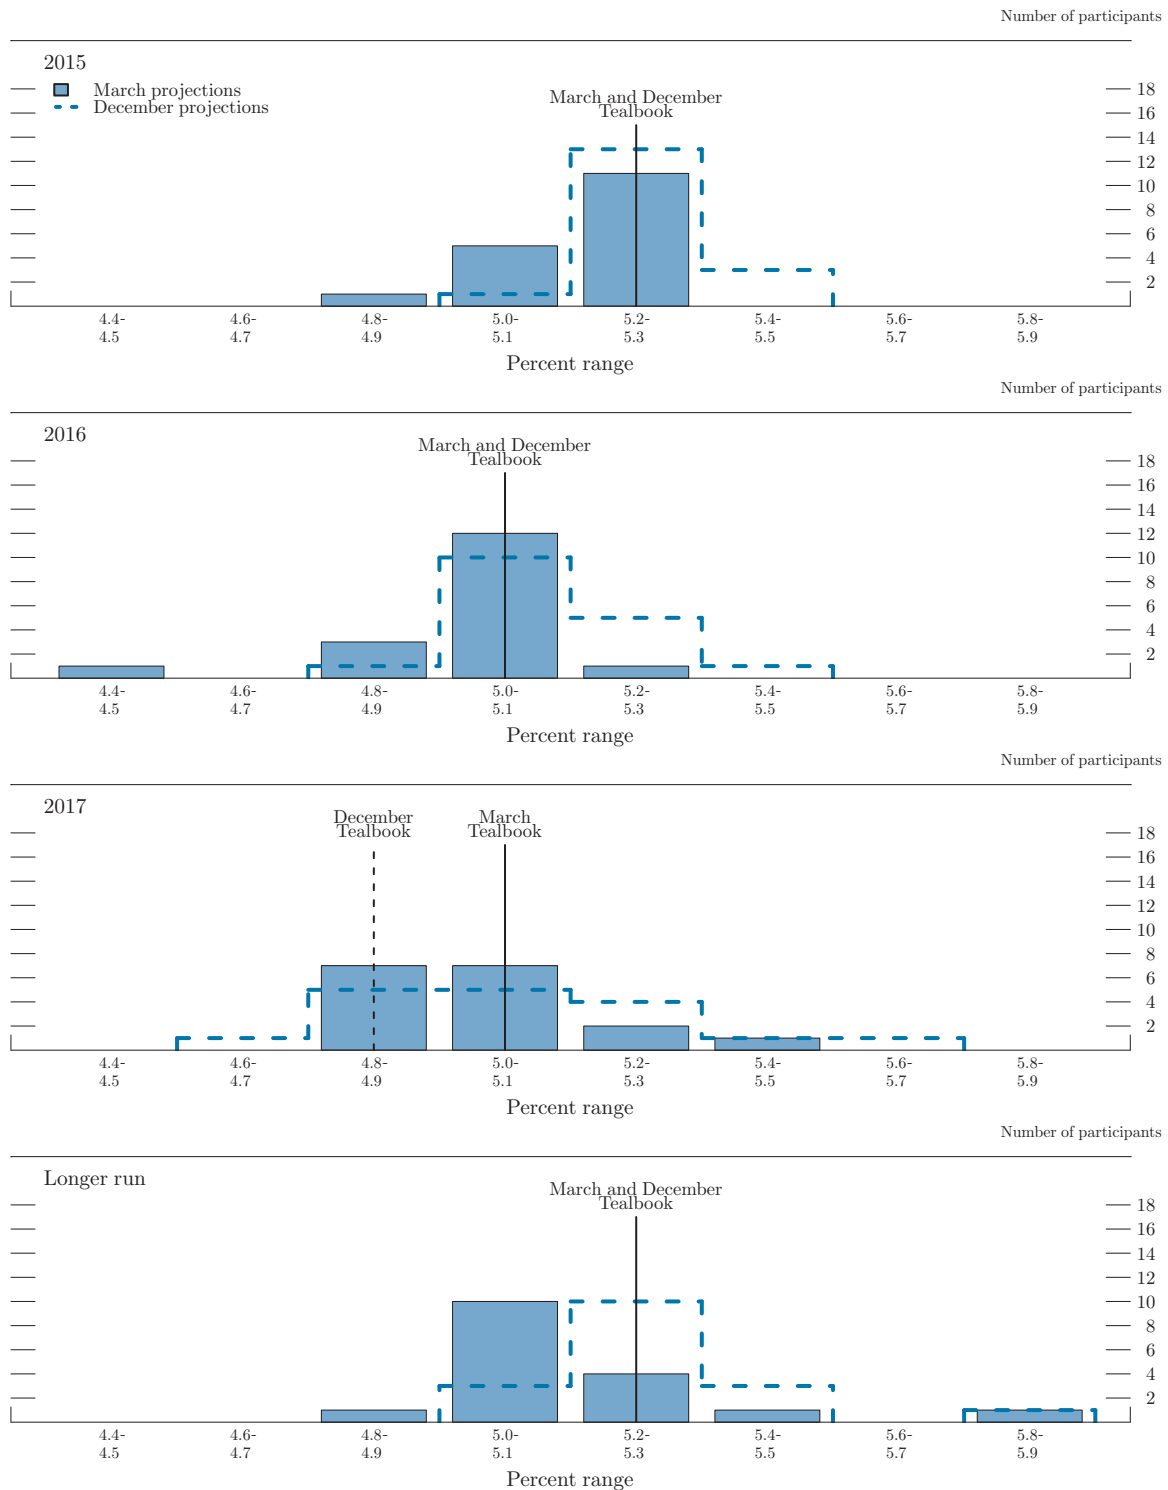 Number of participants
2015
March projections
December projections
March and December
Tealbook
18
16
14
12
10
8
6
4
2
4.4- 4.6- 4.8- 5.0- 5.2- 5.4- 5.6- 5.8-
4.5 4.7 4.9 5.1 5.3 5.5 5.7 5.9
Percent range
Number of participants
2016
March and December
Tealbook
18
16
14
12
10
8
6
4
2
4.4- 4.6- 4.8- 5.0- 5.2- 5.4- 5.6- 5.8-
4.5 4.7 4.9 5.1 5.3 5.5 5.7 5.9
Percent range
Number of participants
2017
December March
Tealbook Tealbook
18
16
14
12
10
8
6
4
2
4.4- 4.6- 4.8- 5.0- 5.2- 5.4- 5.6- 5.8-
4.5 4.7 4.9 5.1 5.3 5.5 5.7 5.9
Percent range
Number of participants
Longer run
March and December
Tealbook
18
16
14
12
10
8
6
4
2
4.4- 4.6- 4.8- 5.0- 5.2- 5.4- 5.6- 5.8-
4.5 4.7 4.9 5.1 5.3 5.5 5.7 5.9
Percent range